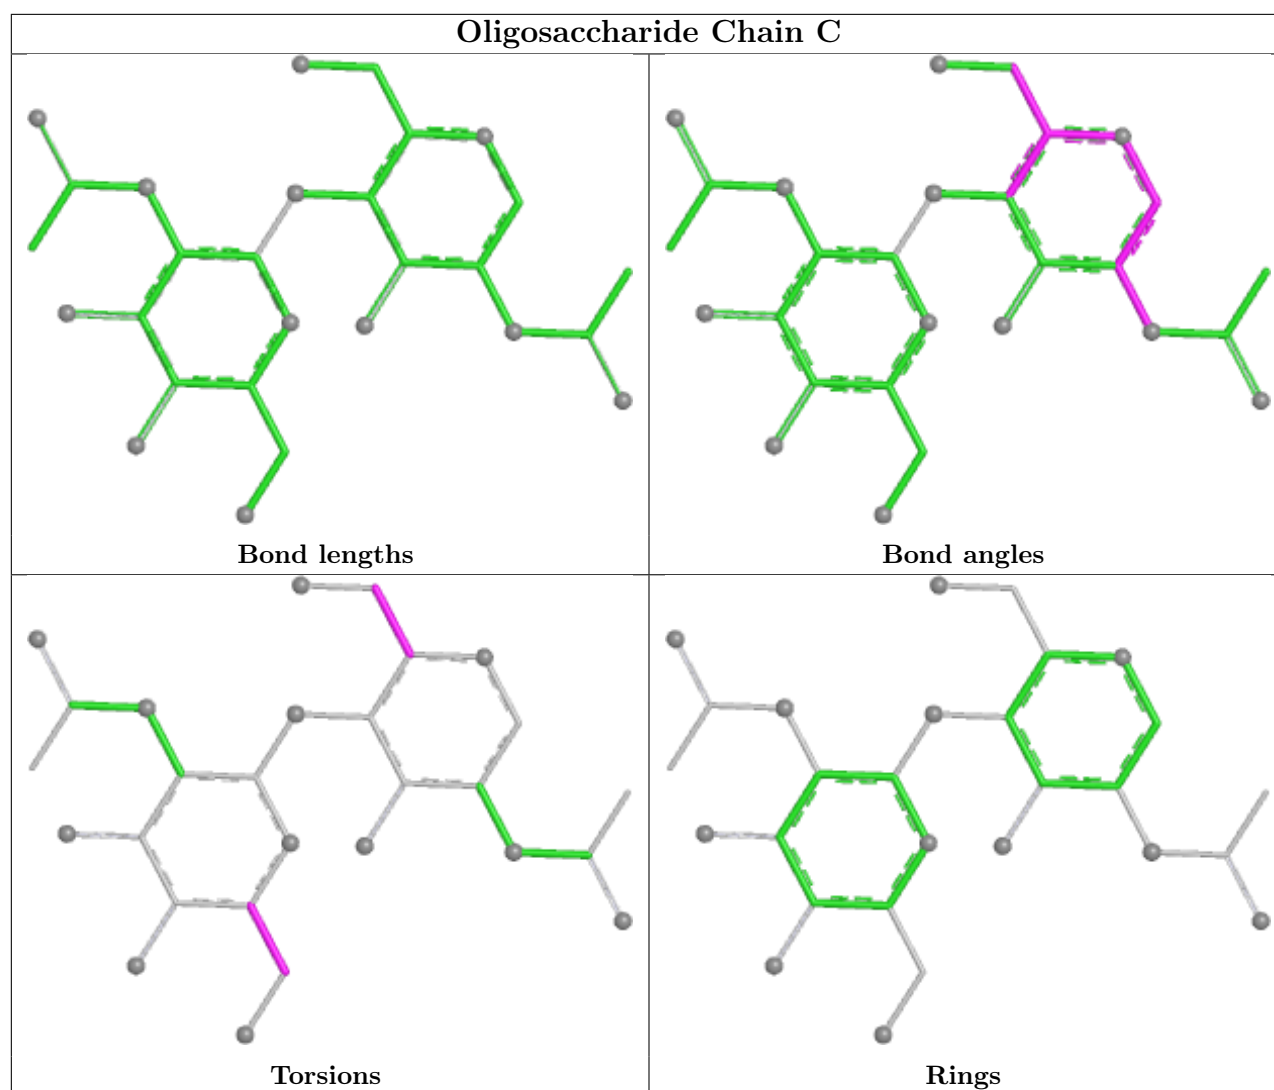 Oligosaccharide Chain C
Bond lengths
Bond angles
Torsions
Rings